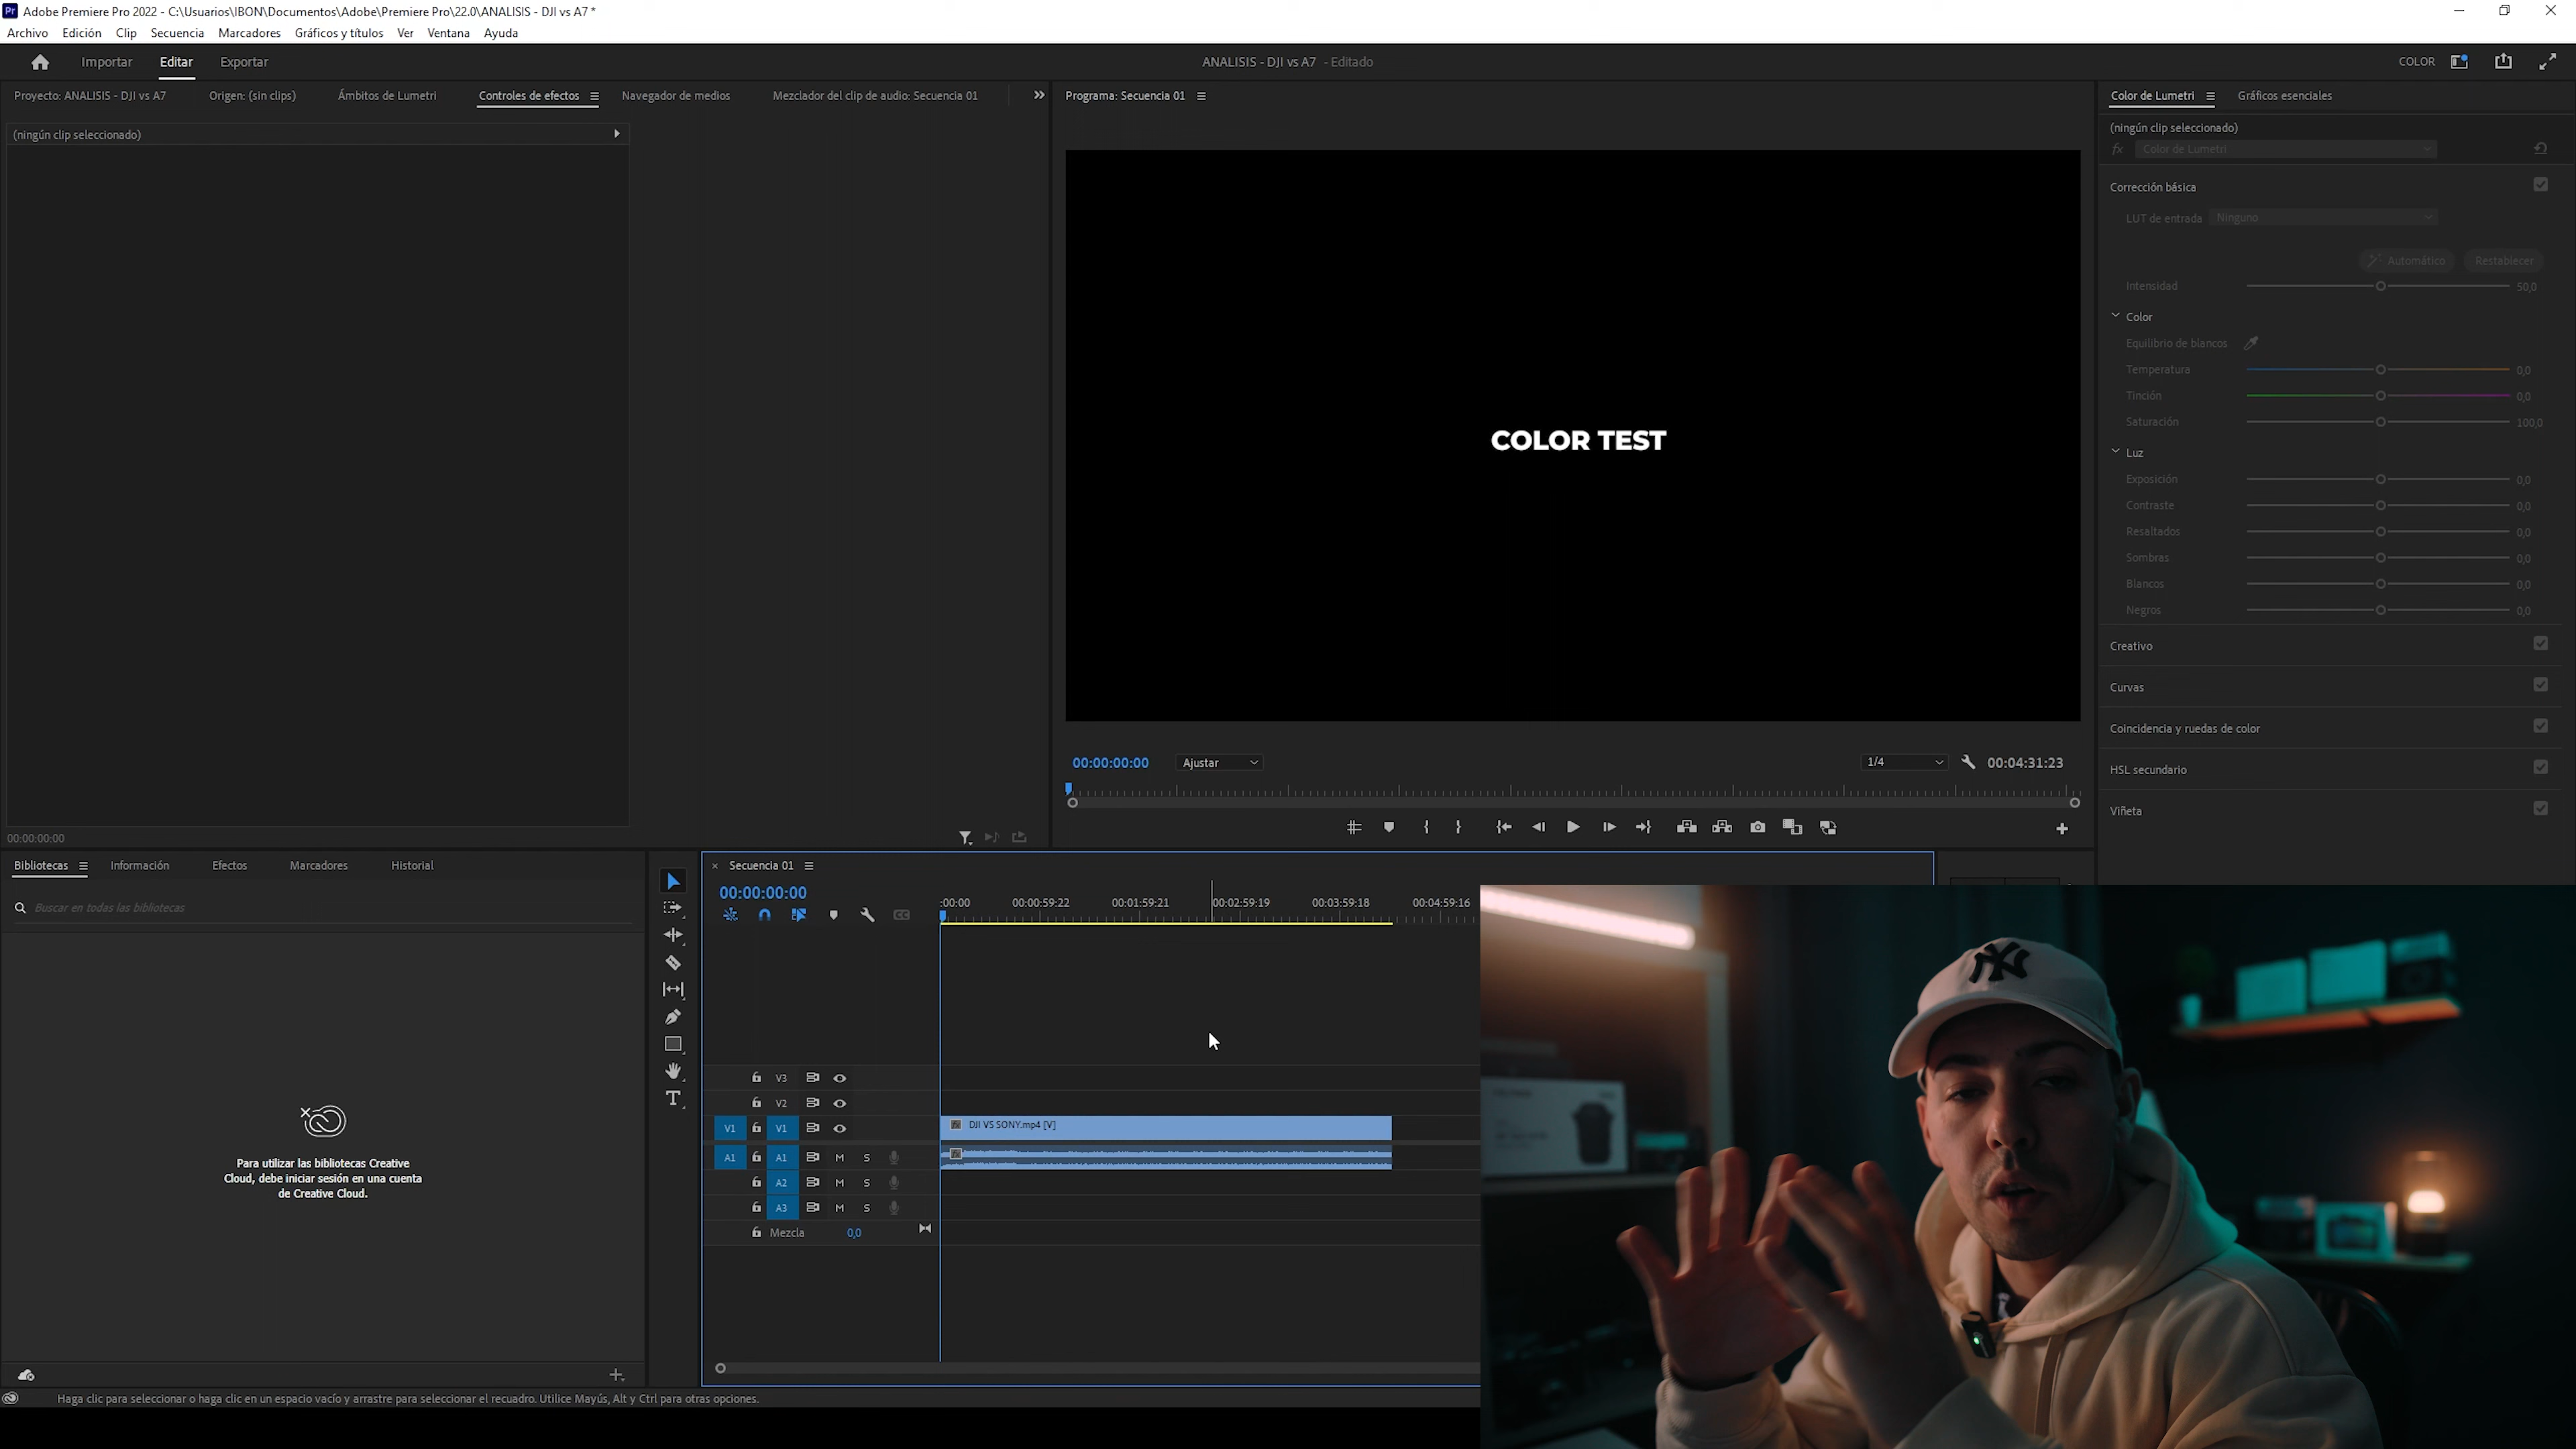 Adobe Premiere Pro 2022 - C:\Usuarios\IBON\Documentos\Adobe\Premiere Pro\22.0\ANALISIS - DJI vs A7 *
Archivo Edición Clip Secuencia Marcadores Gráficos y títulos Ver Ventana Ayuda
Importar Editar Exportar
ANALISIS - DJI vs A7 - Editado
COLOR
Proyecto: ANALISIS - DJI vs A7 Origen: (sin clips) Ámbitos de Lumetri Controles de efectos Navegador de medios Mezclador del clip de audio: Secuencia 01
(ningún clip seleccionado)
00:00:00:00
Programa: Secuencia 01
COLOR TEST
00:00:00:00 Ajustar 1/4 00:04:31:23
Color de Lumetri Gráficos esenciales
(ningún clip seleccionado)
fx Color de Lumetri
Corrección básica
LUT de entrada Ninguno
Automático Restablecer
Intensidad 50,0
Color
Equilibrio de blancos
Temperatura 0,0
Tinción 0,0
Saturación 100,0
Luz
Exposición 0,0
Contraste 0,0
Resaltados 0,0
Sombras 0,0
Blancos 0,0
Negros 0,0
Creativo
Curvas
Coincidencia y ruedas de color
HSL secundario
Viñeta
Bibliotecas Información Efectos Marcadores Historial
Buscar en todas las bibliotecas
Para utilizar las bibliotecas Creative
Cloud, debe iniciar sesión en una cuenta
de Creative Cloud.
Secuencia 01
00:00:00:00
:00:00 00:00:59:22 00:01:59:21 00:02:59:19 00:03:59:18 00:04:59:16
V3
V2
V1 V1 DJI VS SONY.mp4 [V]
A1 A1 M S
A2 M S
A3 M S
Mezcla 0,0
Haga clic para seleccionar o haga clic en un espacio vacío y arrastre para seleccionar el recuadro. Utilice Mayús, Alt y Ctrl para otras opciones.
NY